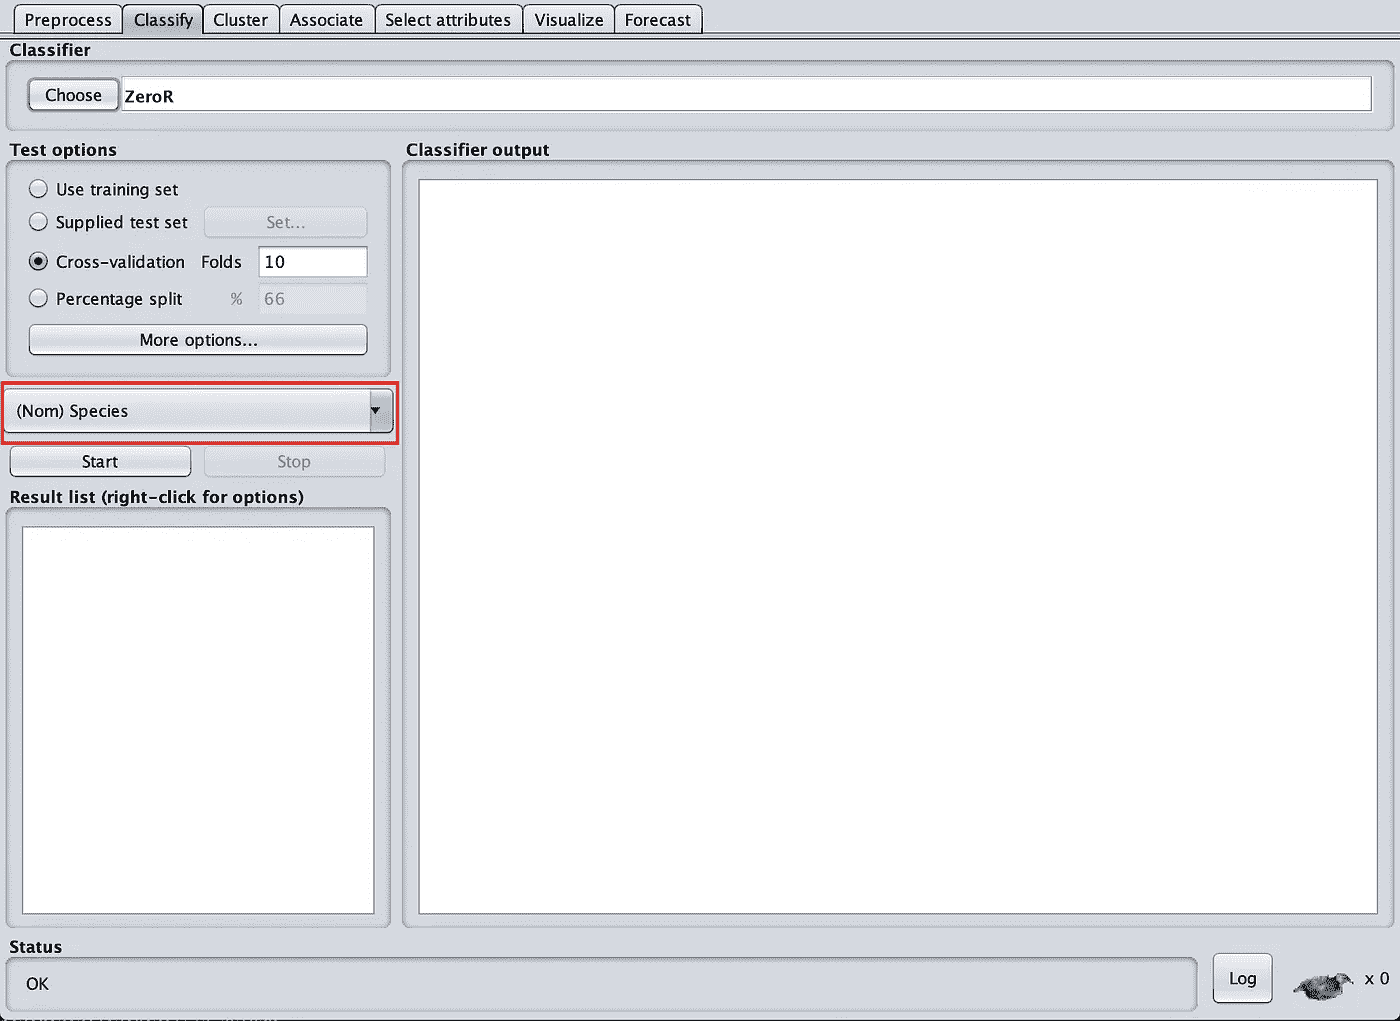 Preprocess Classify Cluster Associate Select attributes Visualize Forecast
Classifier
Choose ZeroR
Test options
Use training set
Supplied test set Set...
Cross-validation Folds 10
Percentage split % 66
More options...
(Nom) Species
Start Stop
Result list (right-click for options)
Classifier output
Status
OK
Log x 0